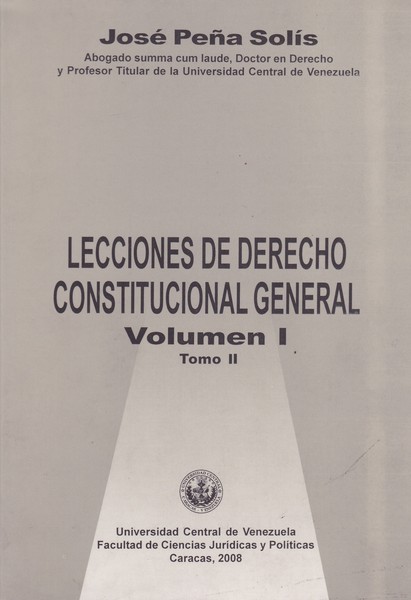 José Peña Solís
Abogado summa cum laude, Doctor en Derecho
y Profesor Titular de la Universidad Central de Venezuela
LECCIONES DE DERECHO
CONSTITUCIONAL GENERAL
Volumen I
Tomo II
Universidad Central de Venezuela
Facultad de Ciencias Jurídicas y Políticas
Caracas, 2008